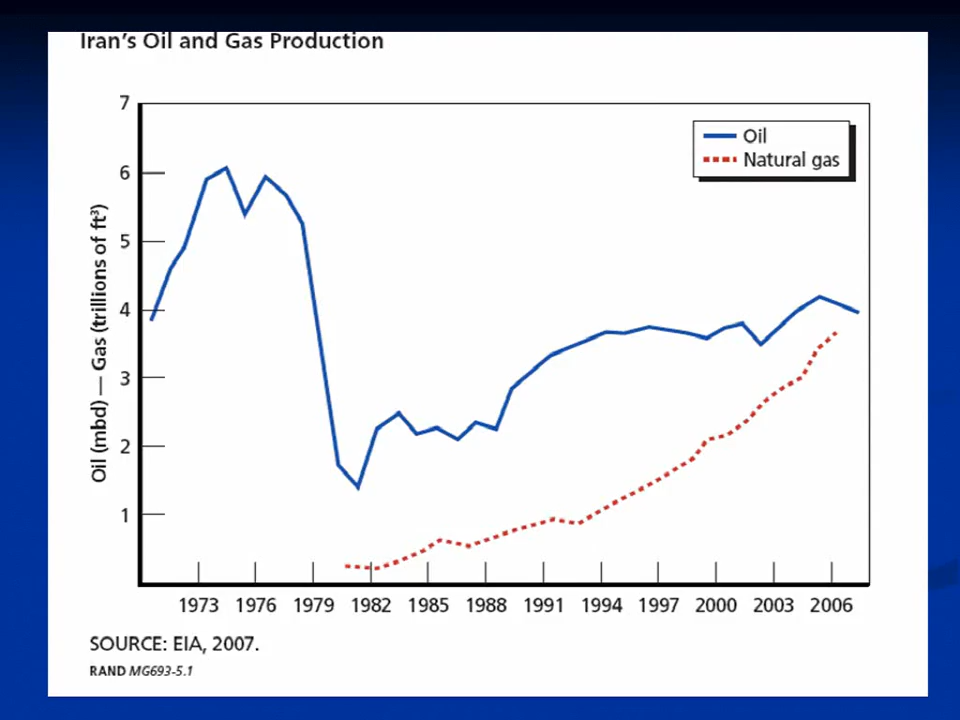 Iran's Oil and Gas Production
7
6
5
4
3
2
1
Oil (mbd) — Gas (trillions of ft³)
Oil
Natural gas
1973 1976 1979 1982 1985 1988 1991 1994 1997 2000 2003 2006
SOURCE: EIA, 2007.
RAND MG693-5.1